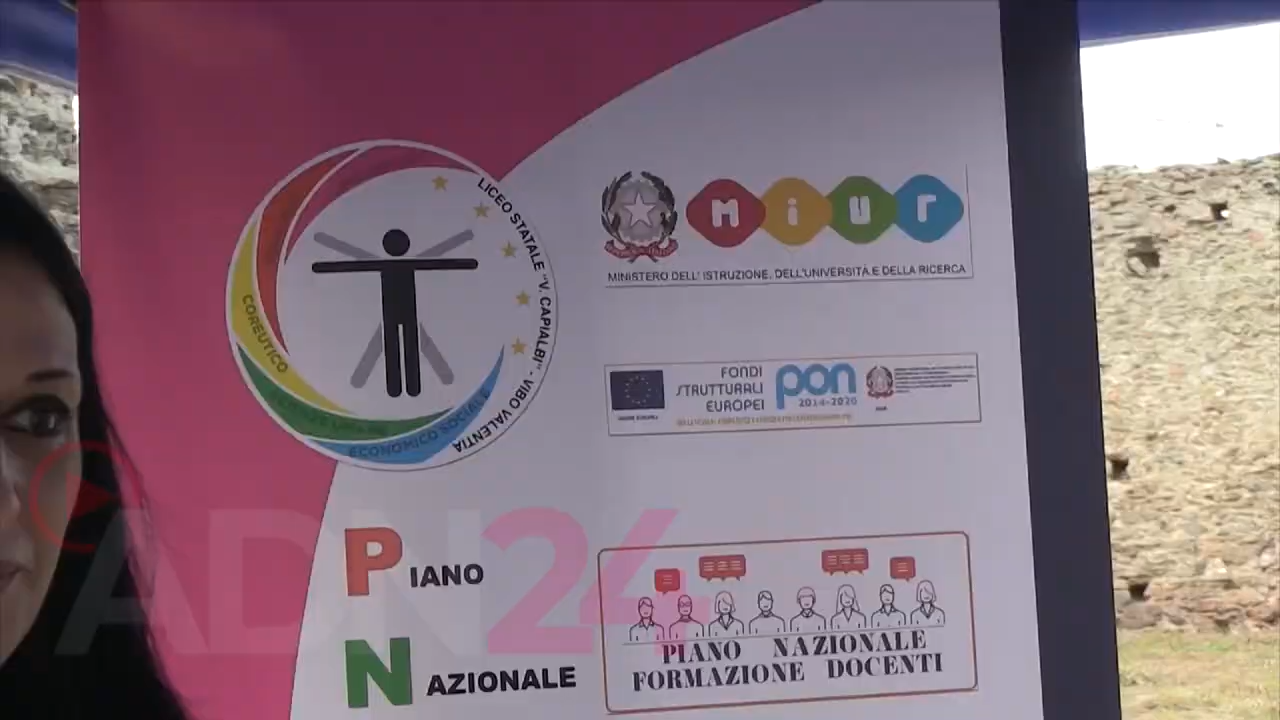 LICEO STATALE "V. CAPIALBI" - VIBO VALENTIA
COREUTICO
ECONOMICO SOCIALE
miur
MINISTERO DELL' ISTRUZIONE, DELL'UNIVERSITÀ E DELLA RICERCA
FONDI
STRUTTURALI
EUROPEI
pon
2014-2020
PIANO
NAZIONALE
PIANO NAZIONALE
FORMAZIONE DOCENTI
ADN24